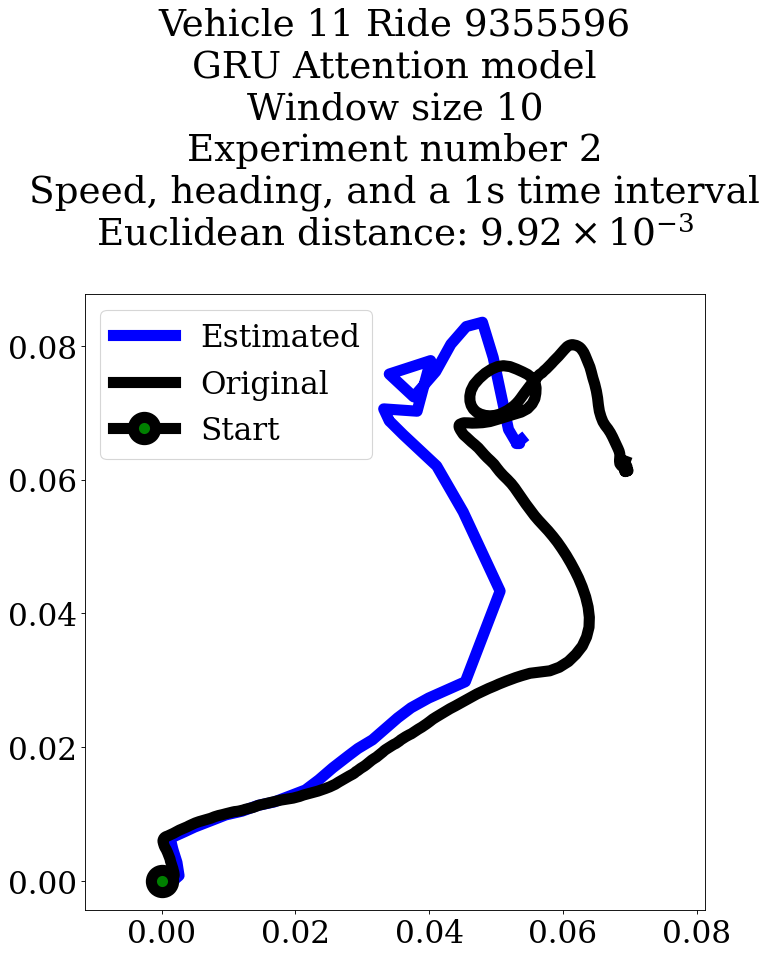 Vehicle 11 Ride 9355596
GRU Attention model
Window size 10
Experiment number 2
Speed, heading, and a 1s time interval
Euclidean distance: 9.92 × 10⁻³
Estimated
Original
Start
0.08
0.06
0.04
0.02
0.00
0.00 0.02 0.04 0.06 0.08